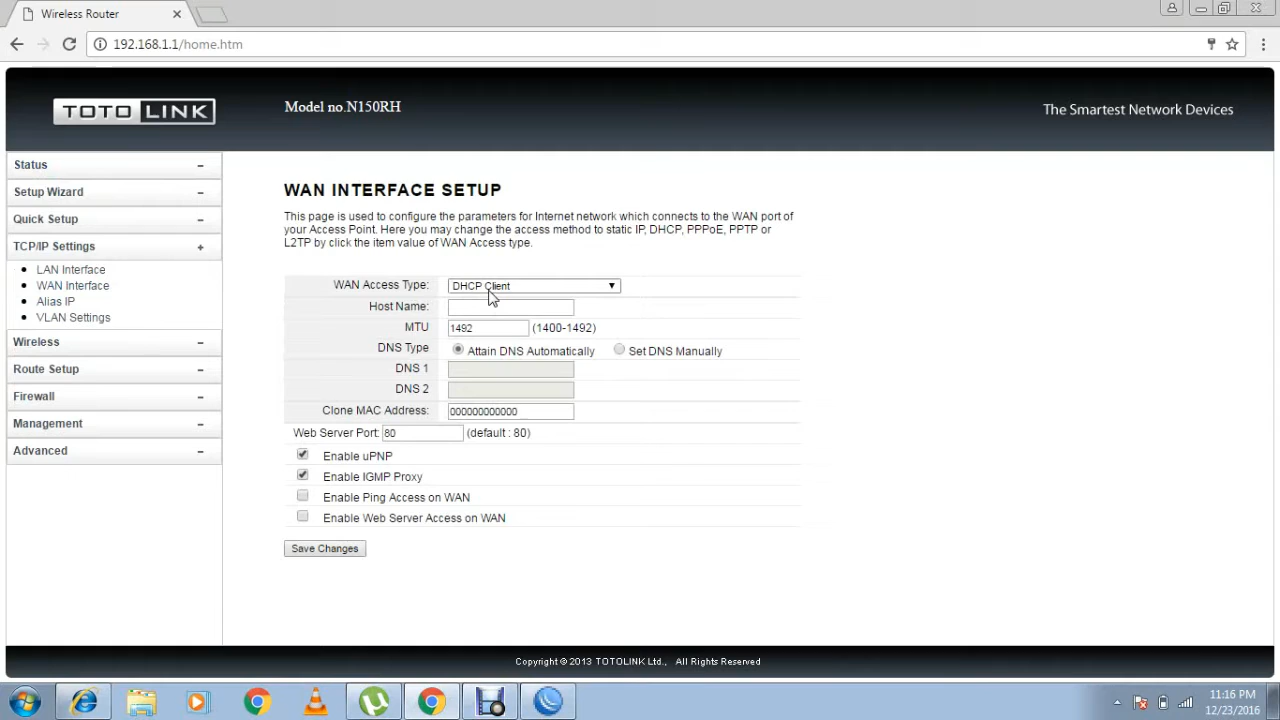 Wireless Router
192.168.1.1/home.htm
TOTO LINK
Model no.N150RH
The Smartest Network Devices
Status
Setup Wizard
Quick Setup
TCP/IP Settings
LAN Interface
WAN Interface
Alias IP
VLAN Settings
Wireless
Route Setup
Firewall
Management
Advanced
WAN INTERFACE SETUP
This page is used to configure the parameters for Internet network which connects to the WAN port of
your Access Point. Here you may change the access method to static IP, DHCP, PPPoE, PPTP or
L2TP by click the item value of WAN Access type.
WAN Access Type: DHCP Client
Host Name:
MTU 1492 (1400-1492)
DNS Type Attain DNS Automatically Set DNS Manually
DNS 1
DNS 2
Clone MAC Address: 000000000000
Web Server Port: 80 (default : 80)
Enable uPNP
Enable IGMP Proxy
Enable Ping Access on WAN
Enable Web Server Access on WAN
Save Changes
Copyright © 2013 TOTOLINK Ltd., All Rights Reserved
11:16 PM
12/23/2016